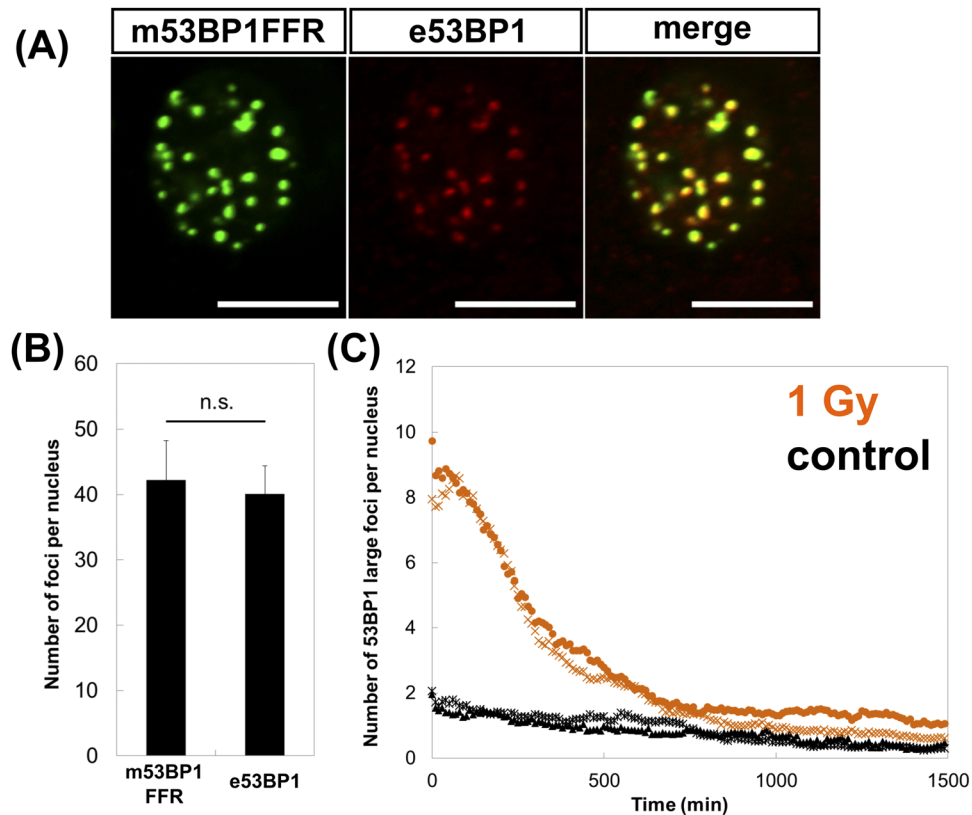 (A)
m53BP1FFR
e53BP1
merge
(B)
Number of foci per nucleus
60
50
40
30
20
10
0
n.s.
m53BP1
FFR
e53BP1
(C)
Number of 53BP1 large foci per nucleus
12
10
8
6
4
2
0
1 Gy
control
0
500
1000
1500
Time (min)